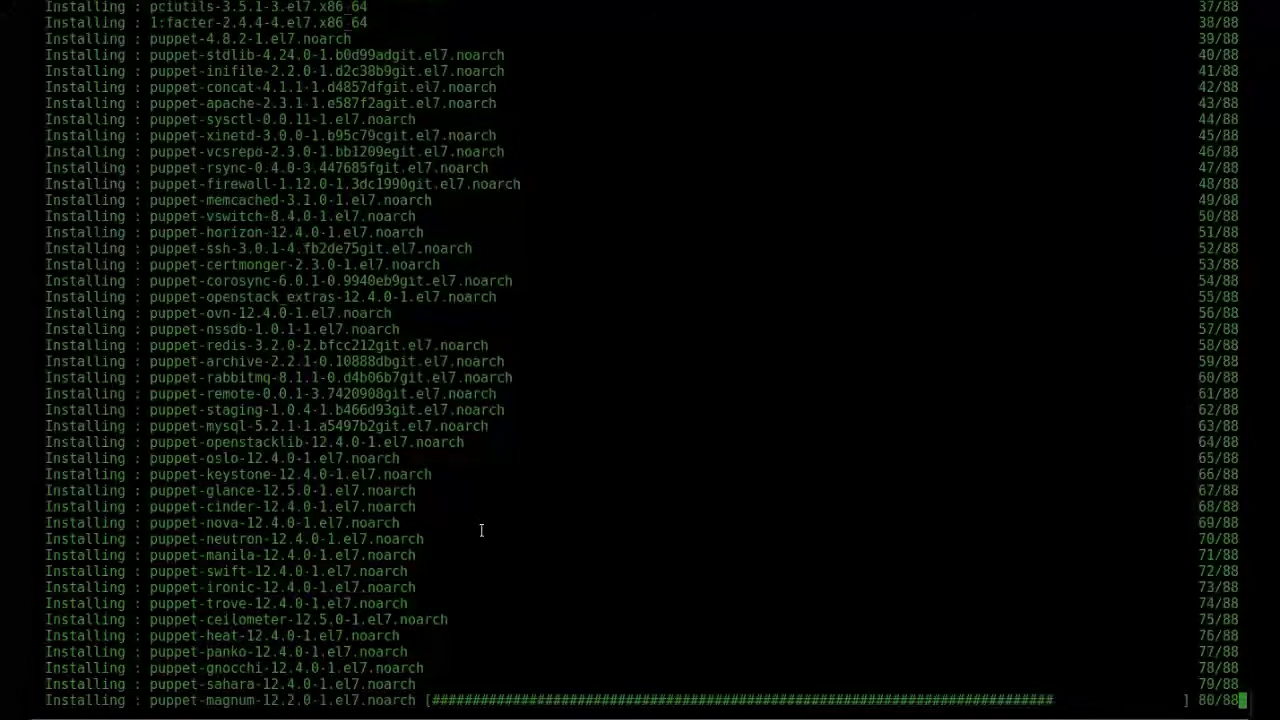 Installing : pciutils-3.5.1-3.el7.x86_64 37/88
Installing : 1:facter-2.4.4-4.el7.x86_64 38/88
Installing : puppet-4.8.2-1.el7.noarch 39/88
Installing : puppet-stdlib-4.24.0-1.b0d99adgit.el7.noarch 40/88
Installing : puppet-inifile-2.2.0-1.d2c38b9git.el7.noarch 41/88
Installing : puppet-concat-4.1.1-1.d4857dfgit.el7.noarch 42/88
Installing : puppet-apache-2.3.1-1.e587f2agit.el7.noarch 43/88
Installing : puppet-sysctl-0.0.11-1.el7.noarch 44/88
Installing : puppet-xinetd-3.0.0-1.b95c79cgit.el7.noarch 45/88
Installing : puppet-vcsrepo-2.3.0-1.bb1209egit.el7.noarch 46/88
Installing : puppet-rsync-0.4.0-3.447685fgit.el7.noarch 47/88
Installing : puppet-firewall-1.12.0-1.3dc1990git.el7.noarch 48/88
Installing : puppet-memcached-3.1.0-1.el7.noarch 49/88
Installing : puppet-vswitch-8.4.0-1.el7.noarch 50/88
Installing : puppet-horizon-12.4.0-1.el7.noarch 51/88
Installing : puppet-ssh-3.0.1-4.fb2de75git.el7.noarch 52/88
Installing : puppet-certmonger-2.3.0-1.el7.noarch 53/88
Installing : puppet-corosync-6.0.1-0.9940eb9git.el7.noarch 54/88
Installing : puppet-openstack_extras-12.4.0-1.el7.noarch 55/88
Installing : puppet-ovn-12.4.0-1.el7.noarch 56/88
Installing : puppet-nssdb-1.0.1-1.el7.noarch 57/88
Installing : puppet-redis-3.2.0-2.bfcc212git.el7.noarch 58/88
Installing : puppet-archive-2.2.1-0.10888dbgit.el7.noarch 59/88
Installing : puppet-rabbitmq-8.1.1-0.d4b06b7git.el7.noarch 60/88
Installing : puppet-remote-0.0.1-3.7420908git.el7.noarch 61/88
Installing : puppet-staging-1.0.4-1.b466d93git.el7.noarch 62/88
Installing : puppet-mysql-5.2.1-1.a5497b2git.el7.noarch 63/88
Installing : puppet-openstacklib-12.4.0-1.el7.noarch 64/88
Installing : puppet-oslo-12.4.0-1.el7.noarch 65/88
Installing : puppet-keystone-12.4.0-1.el7.noarch 66/88
Installing : puppet-glance-12.5.0-1.el7.noarch 67/88
Installing : puppet-cinder-12.4.0-1.el7.noarch 68/88
Installing : puppet-nova-12.4.0-1.el7.noarch 69/88
Installing : puppet-neutron-12.4.0-1.el7.noarch 70/88
Installing : puppet-manila-12.4.0-1.el7.noarch 71/88
Installing : puppet-swift-12.4.0-1.el7.noarch 72/88
Installing : puppet-ironic-12.4.0-1.el7.noarch 73/88
Installing : puppet-trove-12.4.0-1.el7.noarch 74/88
Installing : puppet-ceilometer-12.5.0-1.el7.noarch 75/88
Installing : puppet-heat-12.4.0-1.el7.noarch 76/88
Installing : puppet-panko-12.4.0-1.el7.noarch 77/88
Installing : puppet-gnocchi-12.4.0-1.el7.noarch 78/88
Installing : puppet-sahara-12.4.0-1.el7.noarch 79/88
Installing : puppet-magnum-12.2.0-1.el7.noarch [############################################################################# ] 80/88